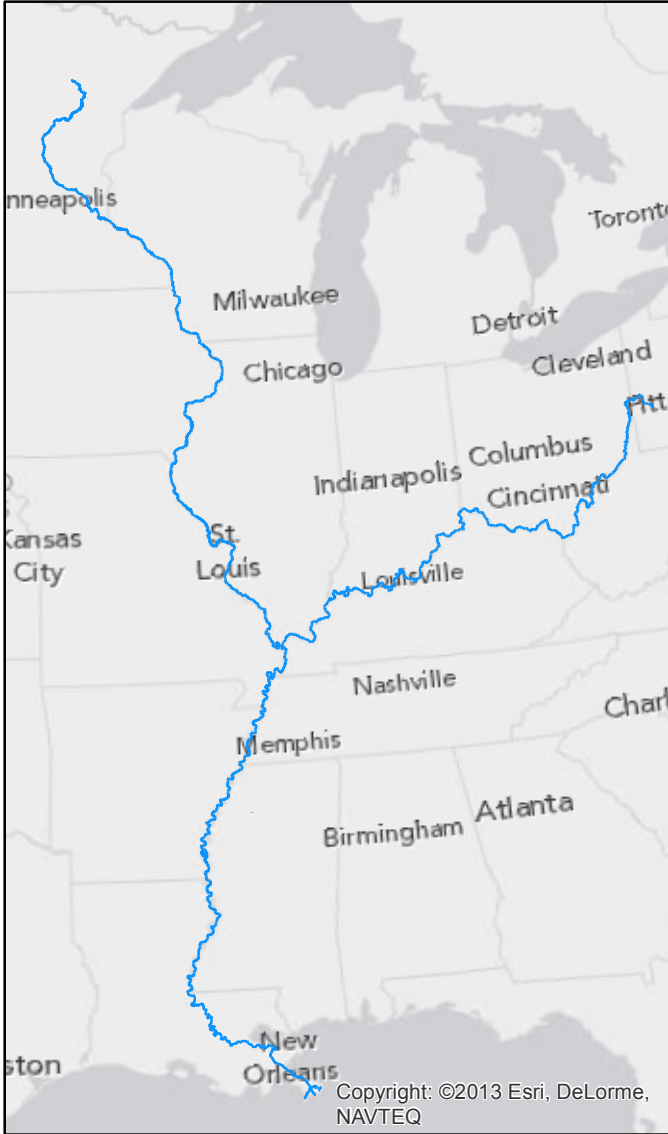 nneapolis
Toronto
Milwaukee
Detroit
Chicago
Cleveland
Pitt
Columbus
Indianapolis
Cincinnati
Kansas
City
St.
Louis
Louisville
Nashville
Charl
Memphis
Atlanta
Birmingham
New
Orleans
ston
Copyright: ©2013 Esri, DeLorme,
NAVTEQ